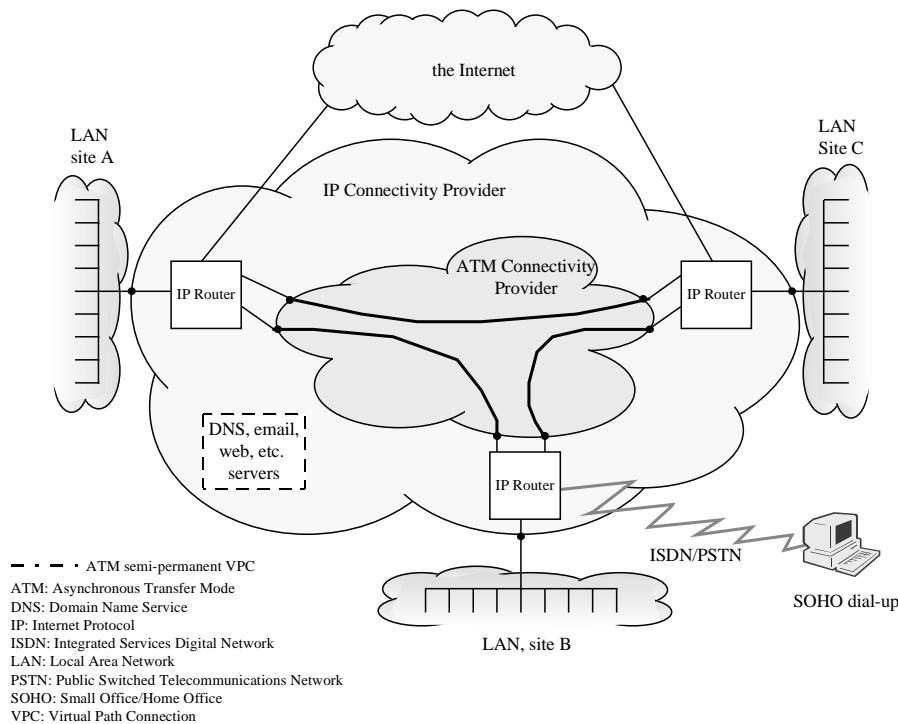 the Internet
LAN
site A
LAN
Site C
IP Connectivity Provider
ATM Connectivity
Provider
IP Router
IP Router
DNS, email,
web, etc.
servers
IP Router
ISDN/PSTN
SOHO dial-up
LAN, site B
ATM semi-permanent VPC
ATM: Asynchronous Transfer Mode
DNS: Domain Name Service
IP: Internet Protocol
ISDN: Integrated Services Digital Network
LAN: Local Area Network
PSTN: Public Switched Telecommunications Network
SOHO: Small Office/Home Office
VPC: Virtual Path Connection